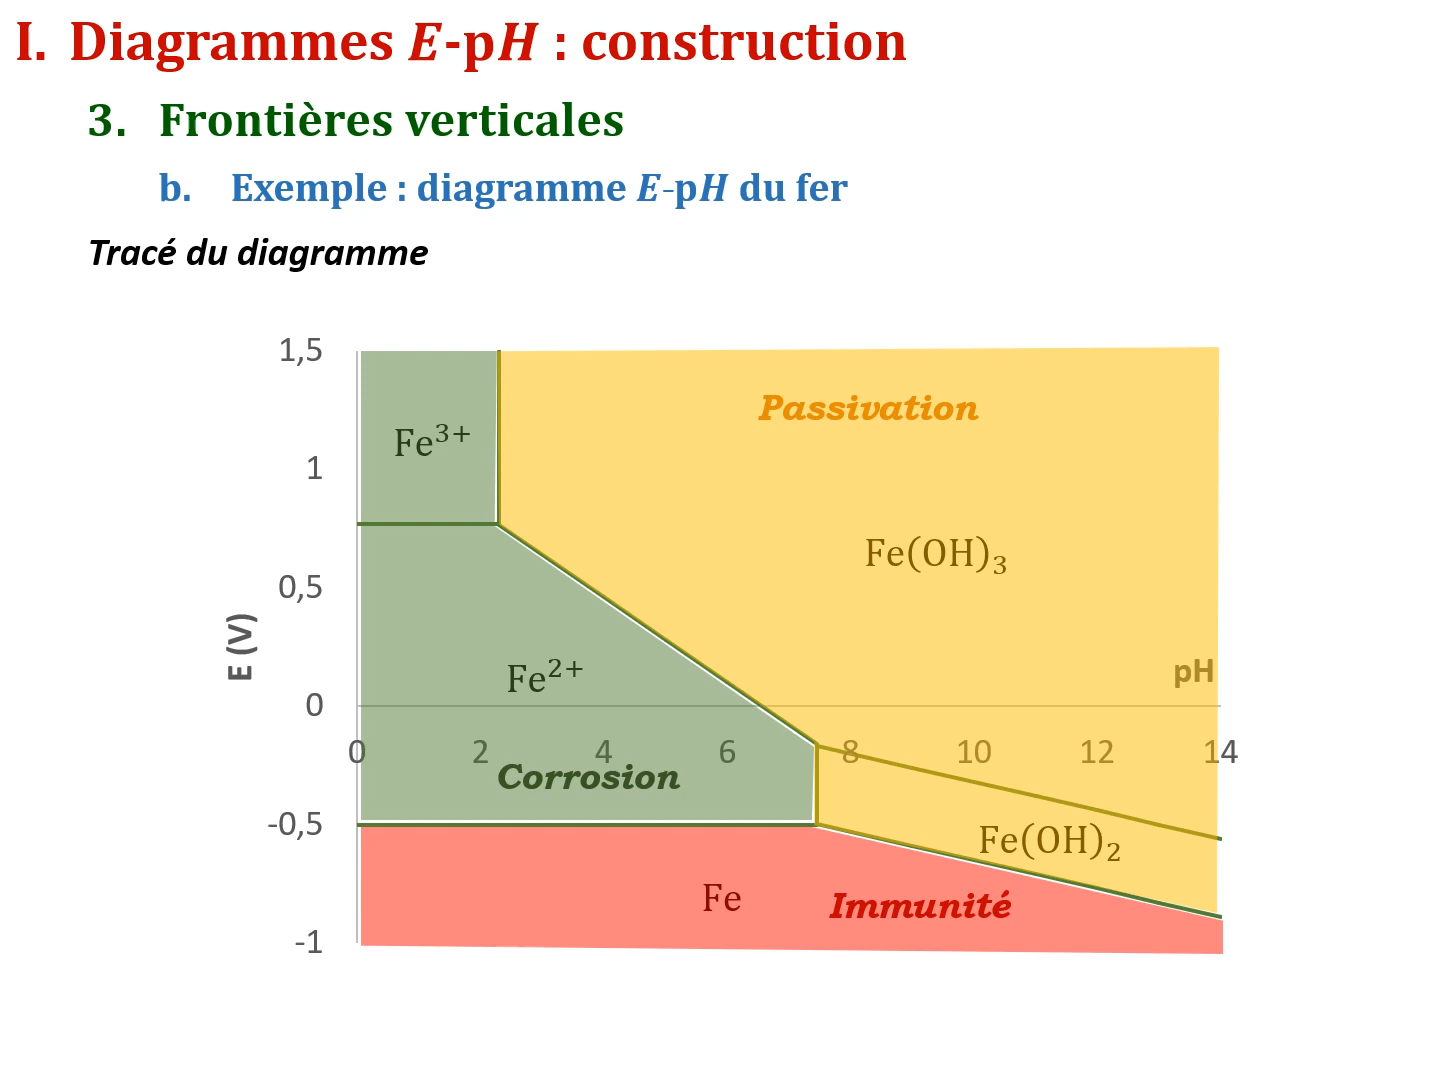 I. Diagrammes E-pH : construction
3. Frontières verticales
b. Exemple : diagramme E-pH du fer
Tracé du diagramme
1,5
Passivation
Fe³⁺
1
Fe(OH)₃
0,5
E (V)
Fe²⁺
pH
0
0 2 4 6 8 10 12 14
Corrosion
-0,5
Fe(OH)₂
Fe
Immunité
-1